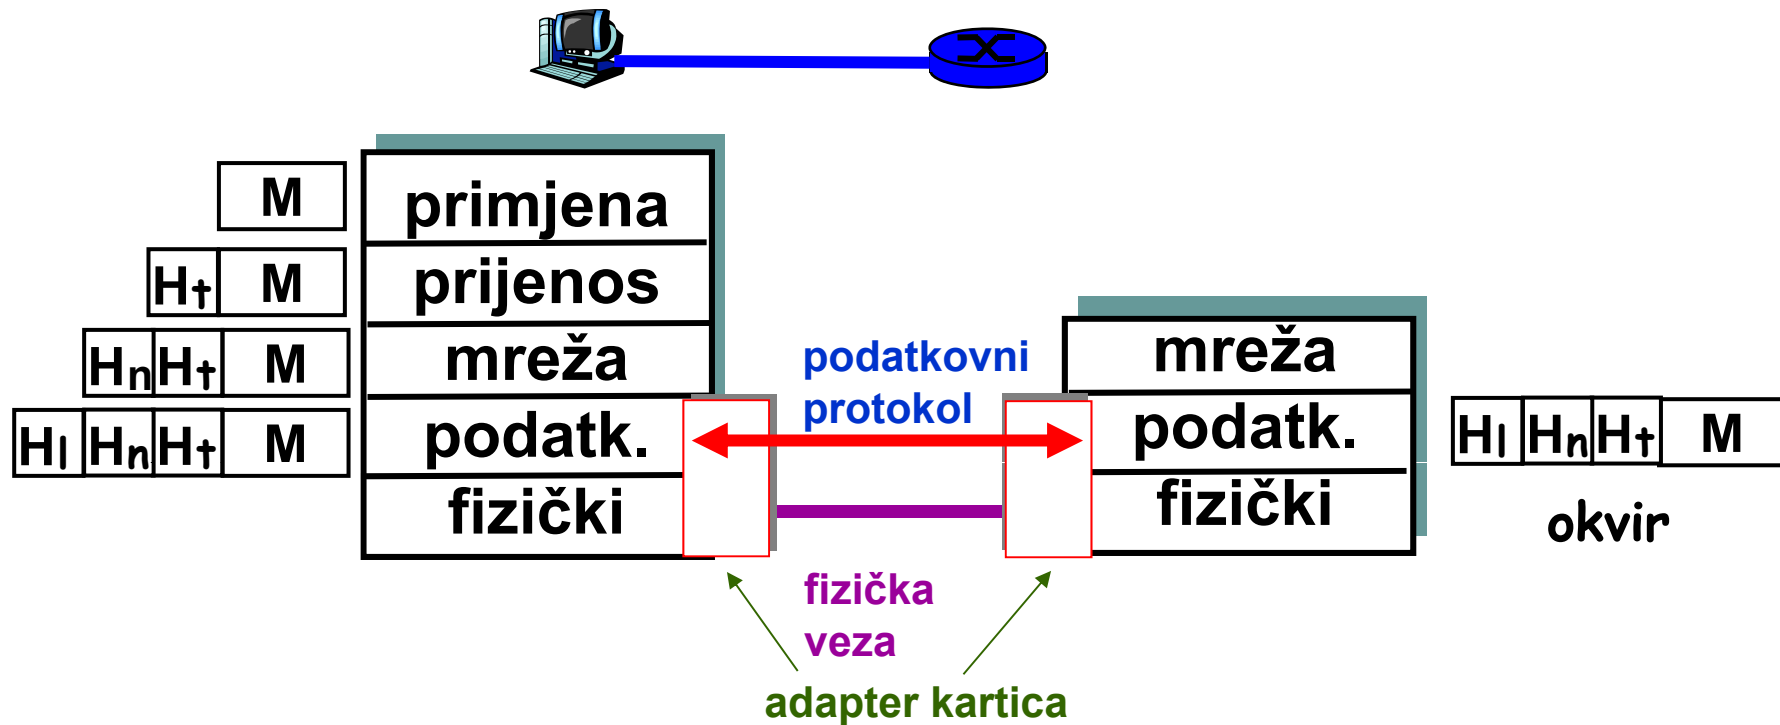 M
primjena
Ht M
prijenos
Hn Ht M
mreža
Hl Hn Ht M
podatk.
fizički
podatkovni
protokol
fizička
veza
adapter kartica
mreža
podatk.
fizički
Hl Hn Ht M
okvir